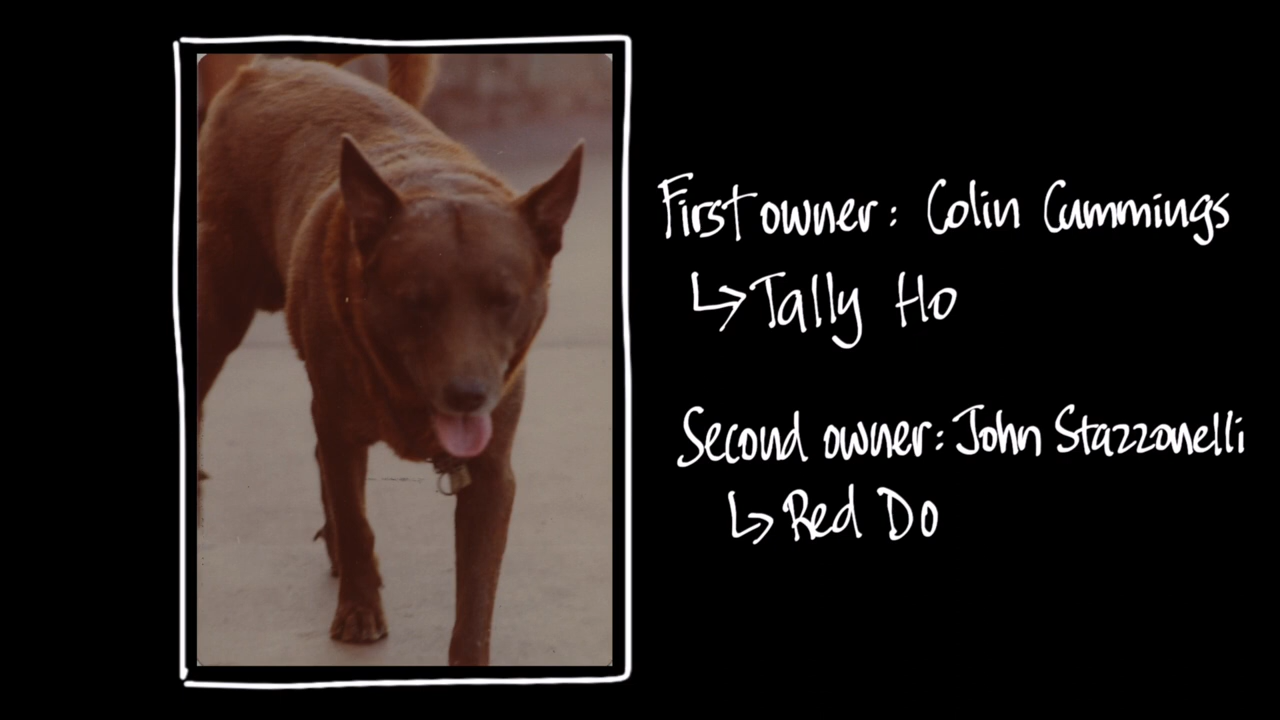 First owner: Colin Cummings
↳ Tally Ho
Second owner: John Stazzonelli
↳ Red Do